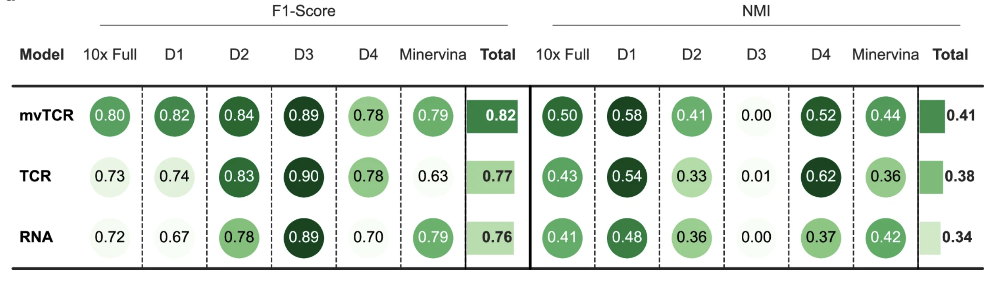 F1-Score NMI
Model 10x Full D1 D2 D3 D4 Minervina Total 10x Full D1 D2 D3 D4 Minervina Total
mvTCR 0.80 0.82 0.84 0.89 0.78 0.79 0.82 0.50 0.58 0.41 0.00 0.52 0.44 0.41
TCR 0.73 0.74 0.83 0.90 0.78 0.63 0.77 0.43 0.54 0.33 0.01 0.62 0.36 0.38
RNA 0.72 0.67 0.78 0.89 0.70 0.79 0.76 0.41 0.48 0.36 0.00 0.37 0.42 0.34